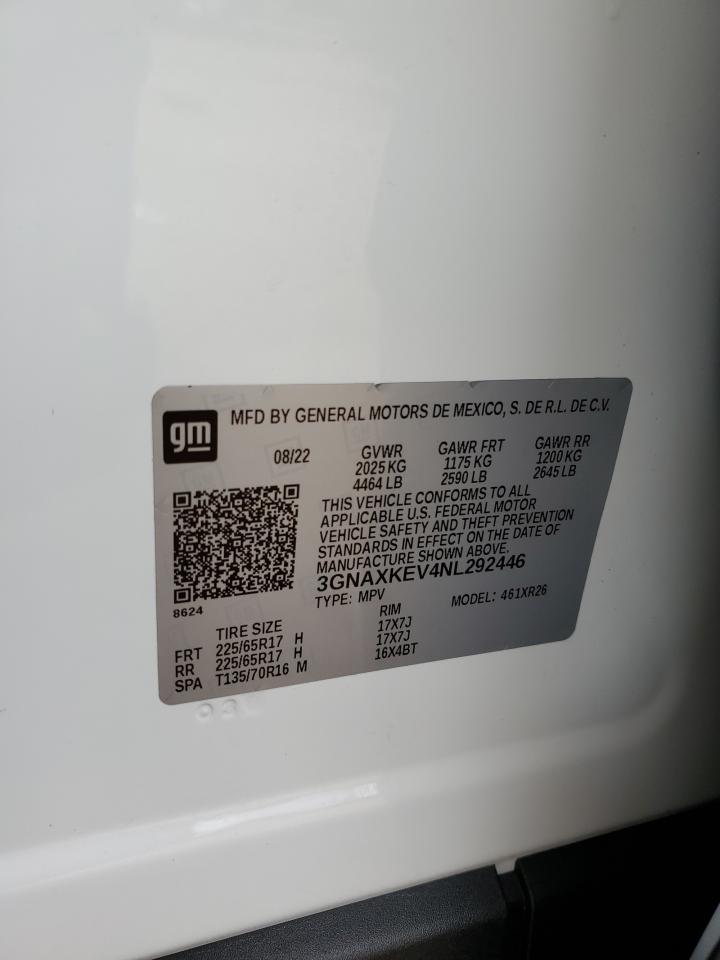 gm
MFD BY GENERAL MOTORS DE MEXICO, S. DE R.L. DE C.V.
08/22 GVWR GAWR FRT GAWR RR
2025 KG 1175 KG 1200 KG
4464 LB 2590 LB 2645 LB
THIS VEHICLE CONFORMS TO ALL
APPLICABLE U.S. FEDERAL MOTOR
VEHICLE SAFETY AND THEFT PREVENTION
STANDARDS IN EFFECT ON THE DATE OF
MANUFACTURE SHOWN ABOVE.
3GNAXKEV4NL292446
8624
TYPE: MPV MODEL: 461XR26
TIRE SIZE RIM
FRT 225/65R17 H 17X7J
RR 225/65R17 H 17X7J
SPA T135/70R16 M 16X4BT